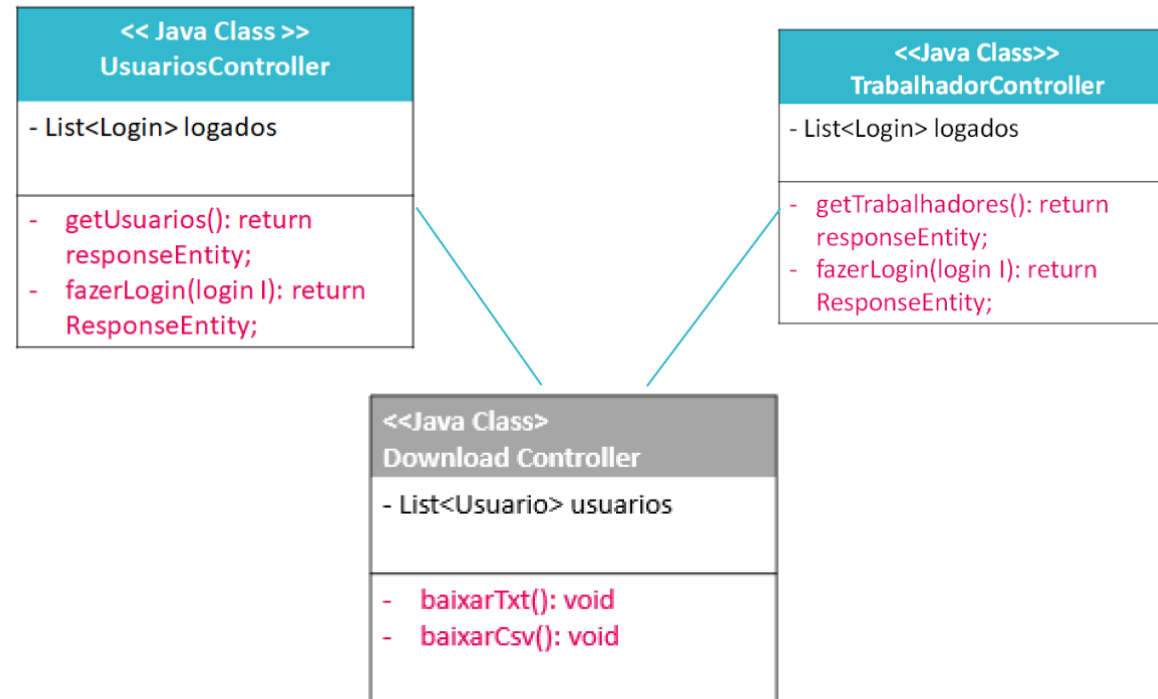 << Java Class >>
UsuariosController
- List<Login> logados
- getUsuarios(): return
responseEntity;
- fazerLogin(login I): return
ResponseEntity;
<<Java Class>>
TrabalhadorController
- List<Login> logados
- getTrabalhadores(): return
responseEntity;
- fazerLogin(login I): return
ResponseEntity;
<<Java Class>
Download Controller
- List<Usuario> usuarios
- baixarTxt(): void
- baixarCsv(): void